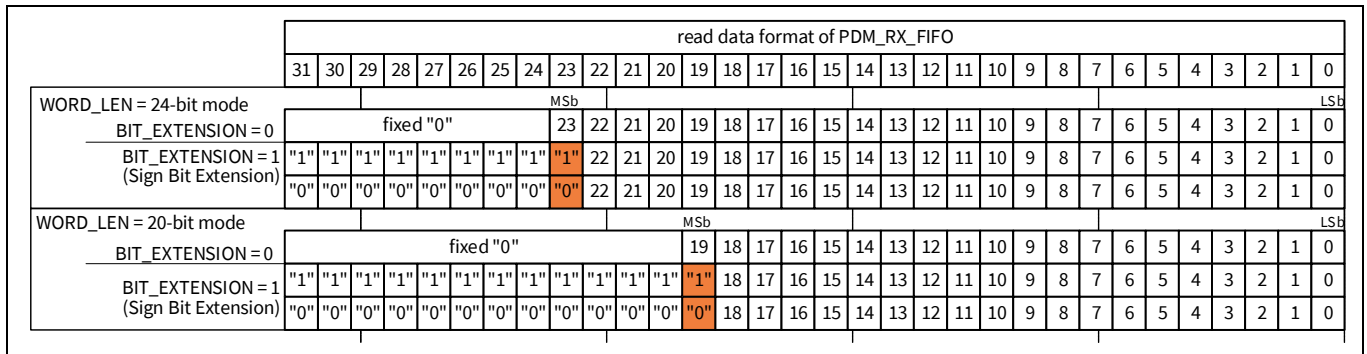 read data format of PDM_RX_FIFO
31 30 29 28 27 26 25 24 23 22 21 20 19 18 17 16 15 14 13 12 11 10 9 8 7 6 5 4 3 2 1 0
WORD_LEN = 24-bit mode MSb LSb
BIT_EXTENSION = 0 fixed "0" 23 22 21 20 19 18 17 16 15 14 13 12 11 10 9 8 7 6 5 4 3 2 1 0
BIT_EXTENSION = 1 "1" "1" "1" "1" "1" "1" "1" "1" "1" 22 21 20 19 18 17 16 15 14 13 12 11 10 9 8 7 6 5 4 3 2 1 0
(Sign Bit Extension) "0" "0" "0" "0" "0" "0" "0" "0" "0" 22 21 20 19 18 17 16 15 14 13 12 11 10 9 8 7 6 5 4 3 2 1 0
WORD_LEN = 20-bit mode MSb LSb
BIT_EXTENSION = 0 fixed "0" 19 18 17 16 15 14 13 12 11 10 9 8 7 6 5 4 3 2 1 0
BIT_EXTENSION = 1 "1" "1" "1" "1" "1" "1" "1" "1" "1" "1" "1" "1" "1" 18 17 16 15 14 13 12 11 10 9 8 7 6 5 4 3 2 1 0
(Sign Bit Extension) "0" "0" "0" "0" "0" "0" "0" "0" "0" "0" "0" "0" "0" 18 17 16 15 14 13 12 11 10 9 8 7 6 5 4 3 2 1 0